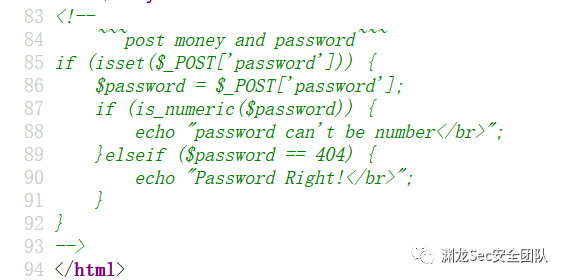 83 <!--
84     ~~~post money and password~~~
85 if (isset($_POST['password'])) {
86     $password = $_POST['password'];
87     if (is_numeric($password)) {
88         echo "password can't be number</br>";
89     }elseif ($password == 404) {
90         echo "Password Right!</br>";
91     }
92 }
93 -->
94 </html>
渊龙Sec安全团队